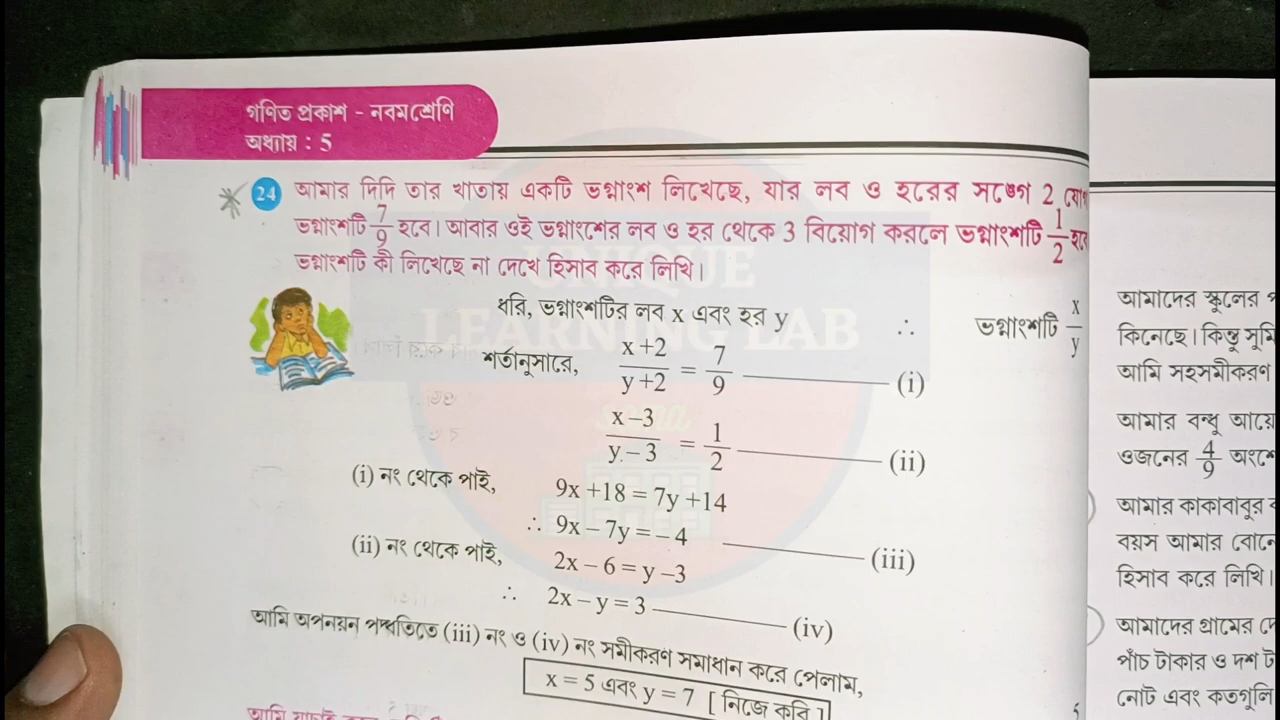 গণিত প্রকাশ - নবম শ্রেণি
অধ্যায় : 5
24 আমার দিদি তার খাতায় একটি ভগ্নাংশ লিখেছে, যার লব ও হরের সঙ্গে 2
ভগ্নাংশটি 7/9 হবে। আবার ওই ভগ্নাংশের লব ও হর থেকে 3 বিয়োগ করলে ভগ্নাংশটি 1/2 হবে
ভগ্নাংশটি কী লিখেছে না দেখে হিসাব করে লিখি।
ধরি, ভগ্নাংশটির লব x এবং হর y ∴ ভগ্নাংশটি x/y
শর্তানুসারে, (x+2)/(y+2) = 7/9 ——— (i)
(x–3)/(y–3) = 1/2 ——— (ii)
(i) নং থেকে পাই, 9x+18 = 7y+14
∴ 9x – 7y = – 4 ——— (iii)
(ii) নং থেকে পাই, 2x – 6 = y –3
∴ 2x – y = 3 ——— (iv)
আমি অপনয়ন পদ্ধতিতে (iii) নং ও (iv) নং সমীকরণ সমাধান করে পেলাম,
x = 5 এবং y = 7 [ নিজে করি ]
UNIQUE
LEARNING LAB
আমাদের স্কুলের
কিনেছে। কিন্তু
আমি সহসমীকরণ
আমার বন্ধু
ওজনের 4/9 অংশে
আমার কাকাবাবুর
বয়স আমার বোনে
হিসাব করে লিখি।
আমাদের গ্রামের
পাঁচ টাকার ও দশ
নোট এবং কতগুলি
5